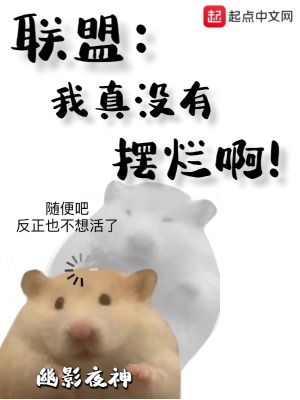 起点中文网
联盟：
我真没有
摆烂啊!
随便吧
反正也不想活了
幽影夜神